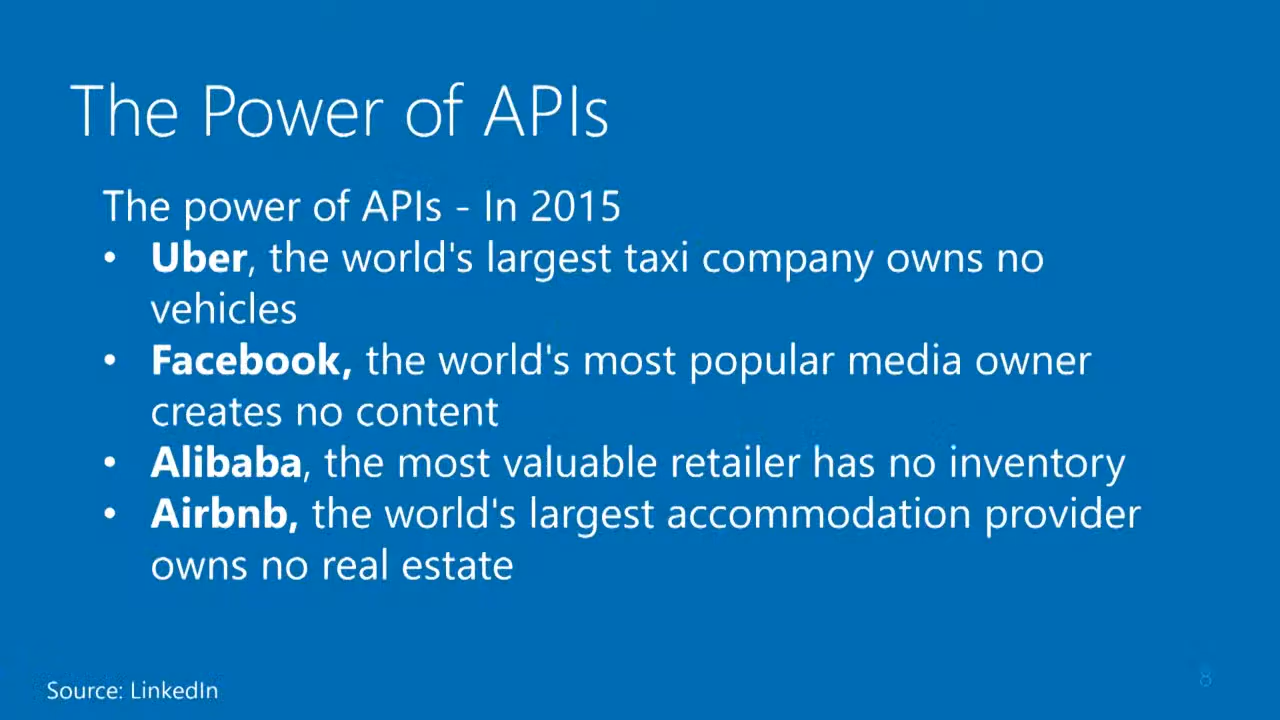 The Power of APIs
The power of APIs - In 2015
• Uber, the world's largest taxi company owns no
vehicles
• Facebook, the world's most popular media owner
creates no content
• Alibaba, the most valuable retailer has no inventory
• Airbnb, the world's largest accommodation provider
owns no real estate
Source: LinkedIn
8